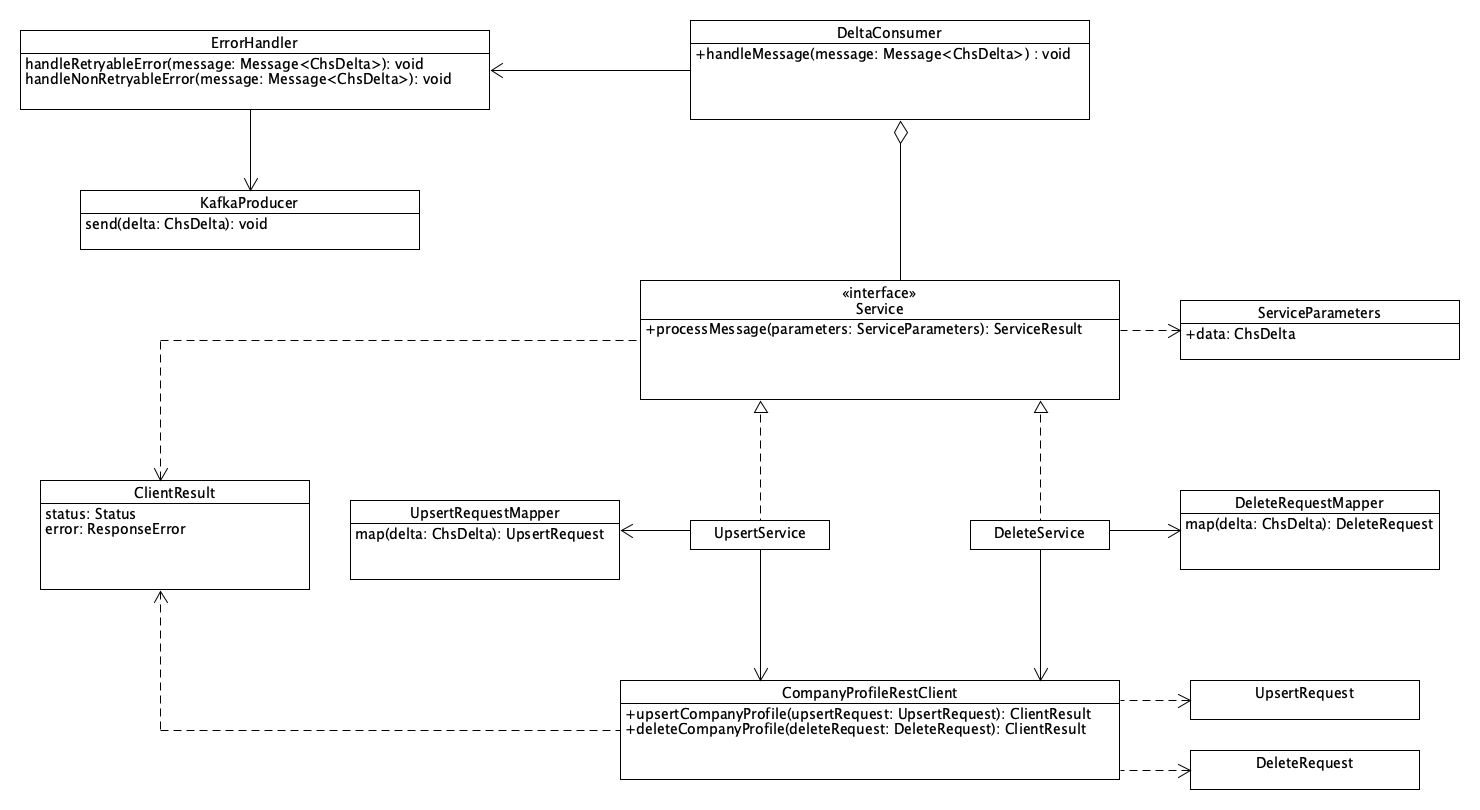 ErrorHandler
handleRetryableError(message: Message<ChsDelta>): void
handleNonRetryableError(message: Message<ChsDelta>): void
DeltaConsumer
+handleMessage(message: Message<ChsDelta>) : void
KafkaProducer
send(delta: ChsDelta): void
«interface»
Service
+processMessage(parameters: ServiceParameters): ServiceResult
ServiceParameters
+data: ChsDelta
ClientResult
status: Status
error: ResponseError
UpsertRequestMapper
map(delta: ChsDelta): UpsertRequest
UpsertService
DeleteService
DeleteRequestMapper
map(delta: ChsDelta): DeleteRequest
CompanyProfileRestClient
+upsertCompanyProfile(upsertRequest: UpsertRequest): ClientResult
+deleteCompanyProfile(deleteRequest: DeleteRequest): ClientResult
UpsertRequest
DeleteRequest